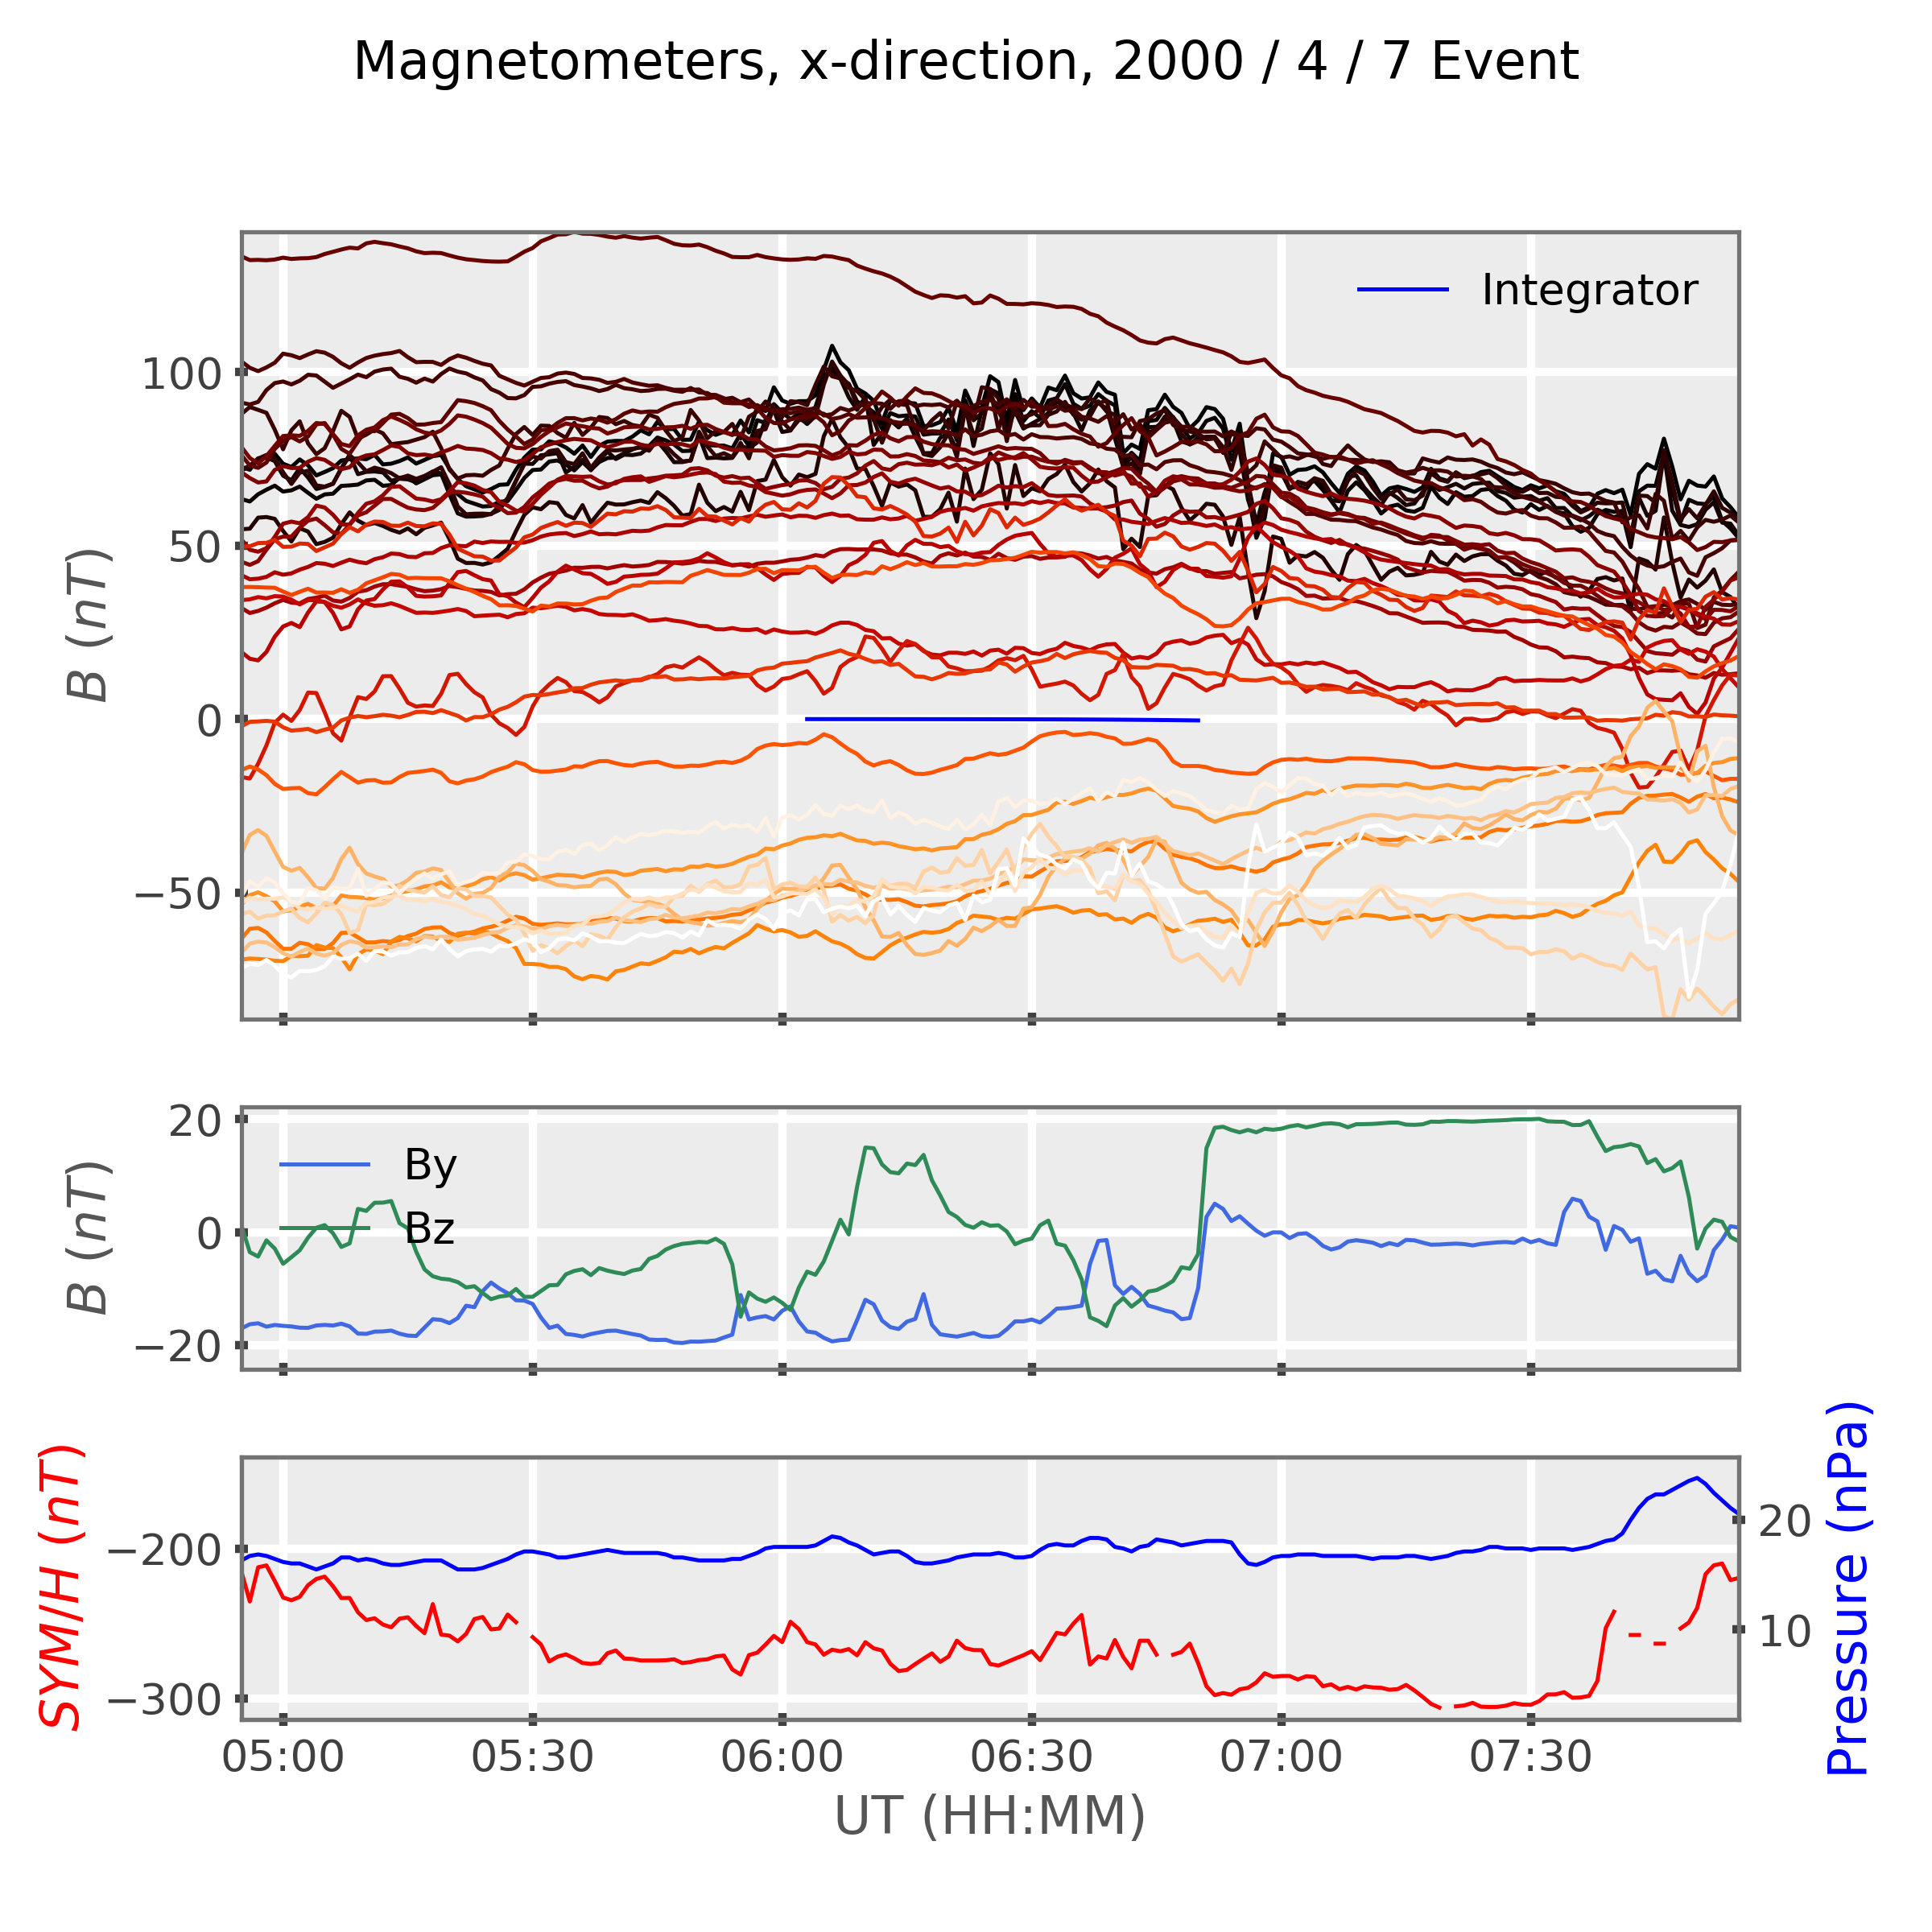 Magnetometers, x-direction, 2000 / 4 / 7 Event
B (nT)
100
50
0
−50
Integrator
B (nT)
20
0
−20
By
Bz
SYM/H (nT)
−200
−300
20
10
Pressure (nPa)
05:00 05:30 06:00 06:30 07:00 07:30
UT (HH:MM)